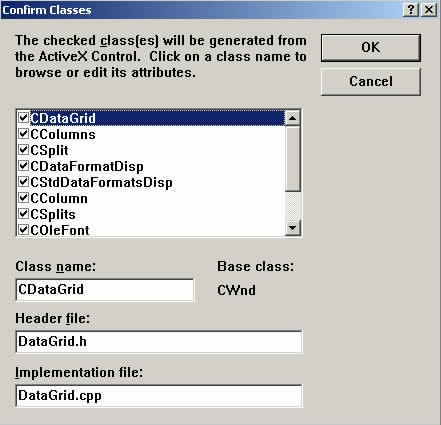 Confirm Classes
The checked class(es) will be generated from
the ActiveX Control. Click on a class name to
browse or edit its attributes.
OK
Cancel
CDataGrid
CColumns
CSplit
CDataFormatDisp
CStdDataFormatsDisp
CColumn
CSplits
COleFont
Class name:
Base class:
CDataGrid
CWnd
Header file:
DataGrid.h
Implementation file:
DataGrid.cpp